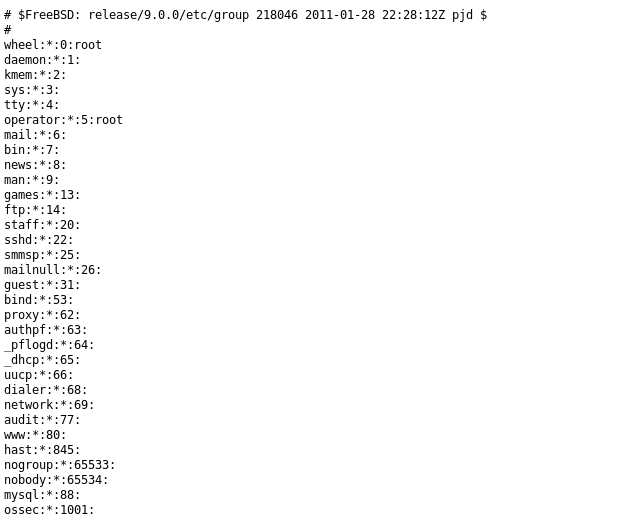 # $FreeBSD: release/9.0.0/etc/group 218046 2011-01-28 22:28:12Z pjd $
#
wheel:*:0:root
daemon:*:1:
kmem:*:2:
sys:*:3:
tty:*:4:
operator:*:5:root
mail:*:6:
bin:*:7:
news:*:8:
man:*:9:
games:*:13:
ftp:*:14:
staff:*:20:
sshd:*:22:
smmsp:*:25:
mailnull:*:26:
guest:*:31:
bind:*:53:
proxy:*:62:
authpf:*:63:
_pflogd:*:64:
_dhcp:*:65:
uucp:*:66:
dialer:*:68:
network:*:69:
audit:*:77:
www:*:80:
hast:*:845:
nogroup:*:65533:
nobody:*:65534:
mysql:*:88:
ossec:*:1001: